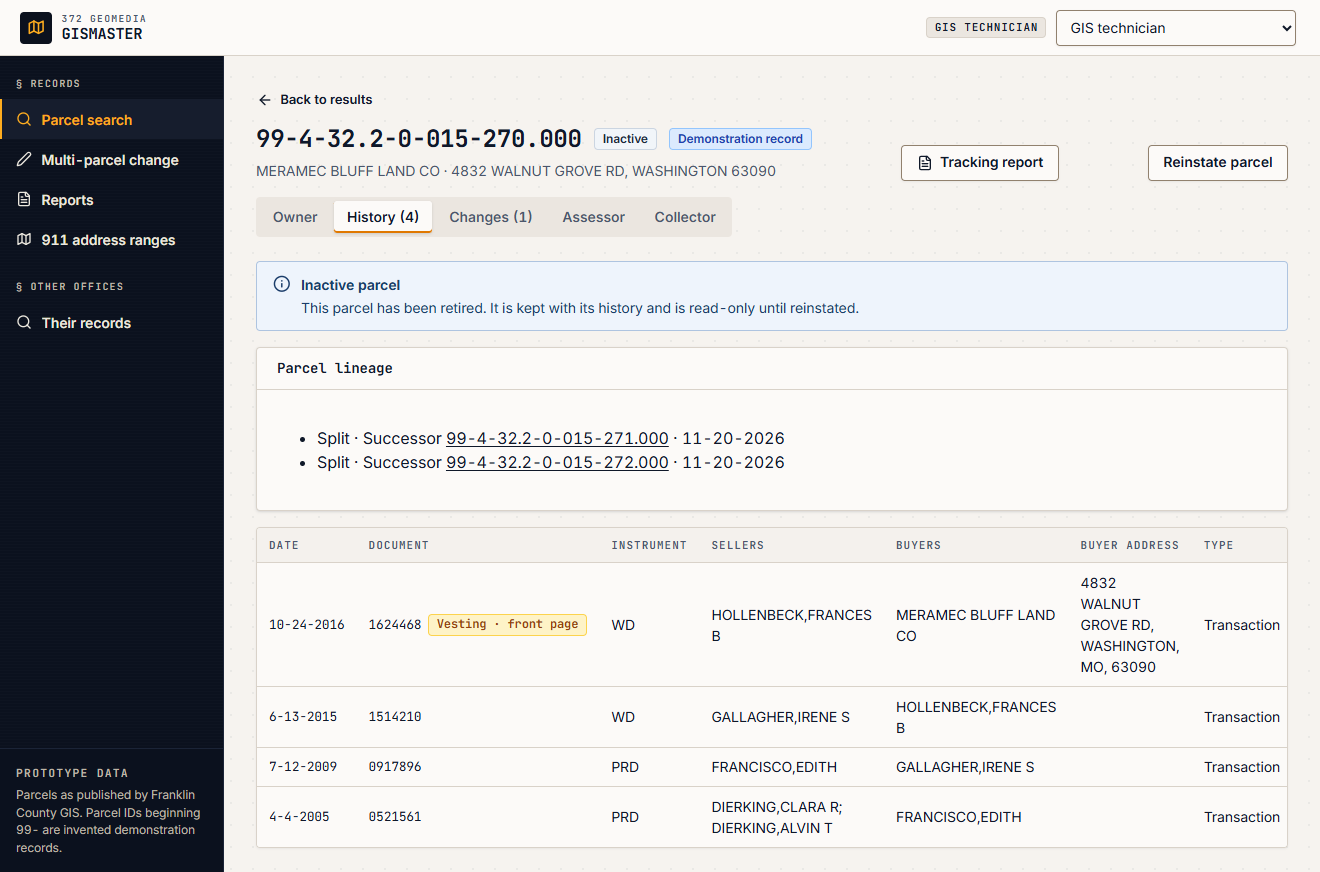 372 GEOMEDIA
GISMASTER
GIS TECHNICIAN
GIS technician
§ RECORDS
Parcel search
Multi-parcel change
Reports
911 address ranges
§ OTHER OFFICES
Their records
PROTOTYPE DATA
Parcels as published by Franklin
County GIS. Parcel IDs beginning
99- are invented demonstration
records.
Back to results
99-4-32.2-0-015-270.000 Inactive Demonstration record
MERAMEC BLUFF LAND CO · 4832 WALNUT GROVE RD, WASHINGTON 63090
Tracking report
Reinstate parcel
Owner History (4) Changes (1) Assessor Collector
Inactive parcel
This parcel has been retired. It is kept with its history and is read-only until reinstated.
Parcel lineage
• Split · Successor 99-4-32.2-0-015-271.000 · 11-20-2026
• Split · Successor 99-4-32.2-0-015-272.000 · 11-20-2026
DATE DOCUMENT INSTRUMENT SELLERS BUYERS BUYER ADDRESS TYPE
10-24-2016 1624468 Vesting · front page WD HOLLENBECK,FRANCES B MERAMEC BLUFF LAND CO 4832 WALNUT GROVE RD, WASHINGTON, MO, 63090 Transaction
6-13-2015 1514210 WD GALLAGHER,IRENE S HOLLENBECK,FRANCES B Transaction
7-12-2009 0917896 PRD FRANCISCO,EDITH GALLAGHER,IRENE S Transaction
4-4-2005 0521561 PRD DIERKING,CLARA R; DIERKING,ALVIN T FRANCISCO,EDITH Transaction